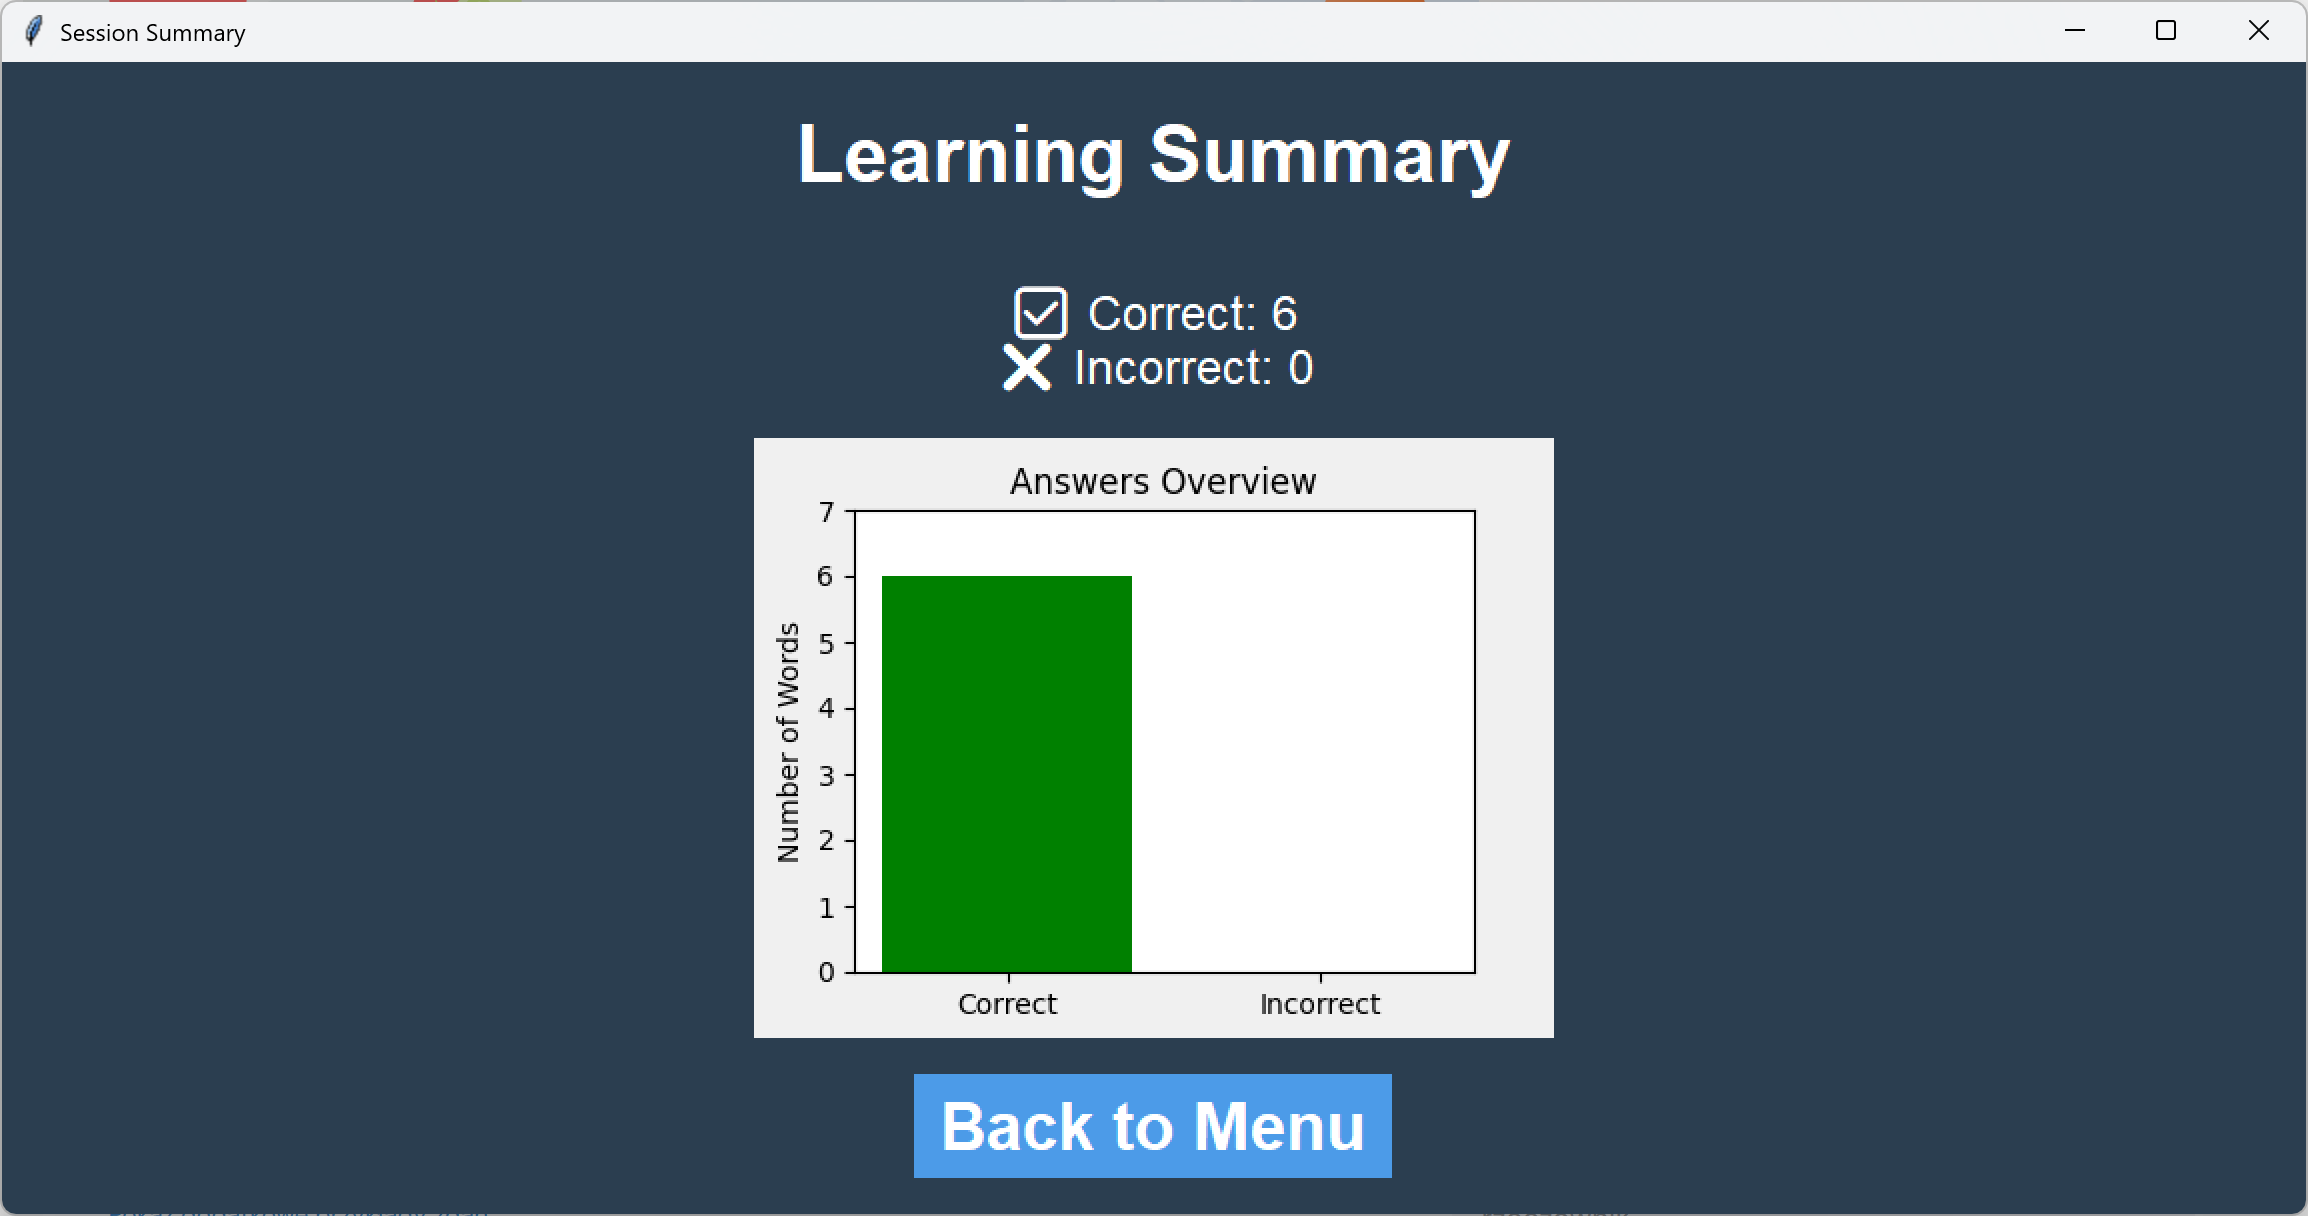 Session Summary
Learning Summary
☑ Correct: 6
✖ Incorrect: 0
Answers Overview
7
6
5
4
3
2
1
0
Number of Words
Correct
Incorrect
Back to Menu